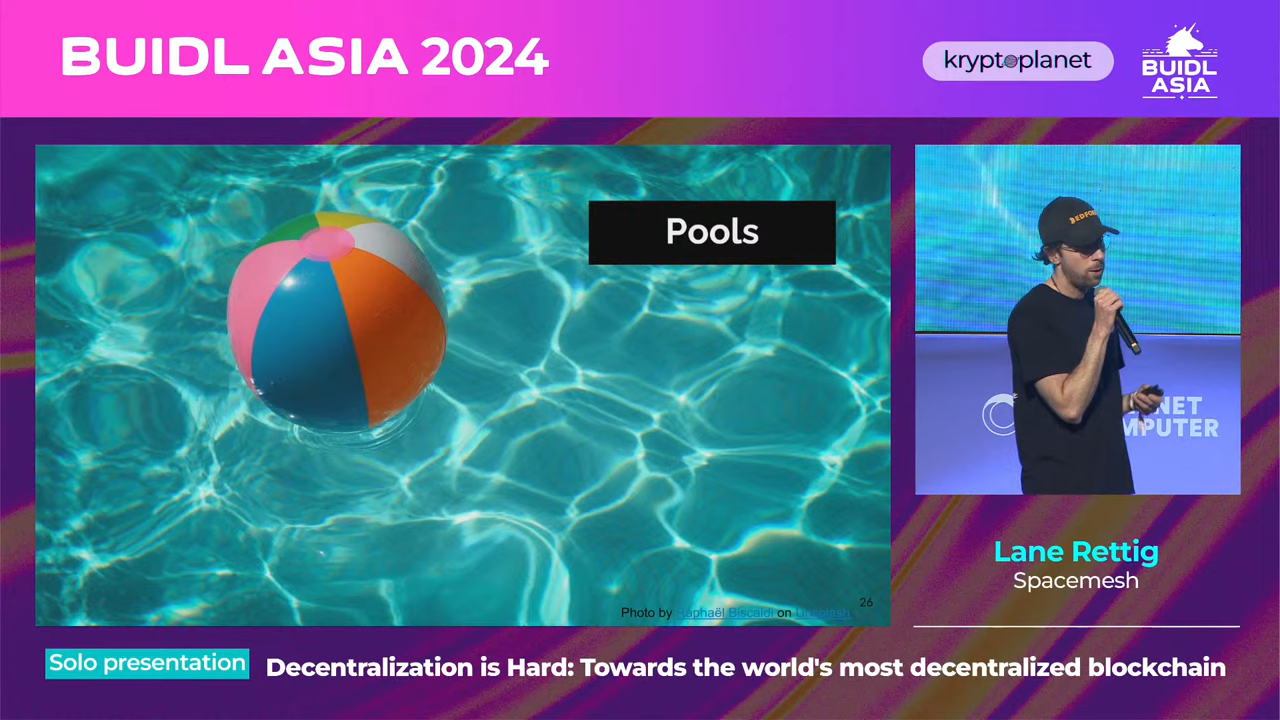 BUIDL ASIA 2024
kryptoplanet
BUIDL
ASIA
Pools
BEDFO
NET
MPUTER
Photo by Raphaël Biscaldi on Unsplash
26
Lane Rettig
Spacemesh
Solo presentation
Decentralization is Hard: Towards the world's most decentralized blockchain